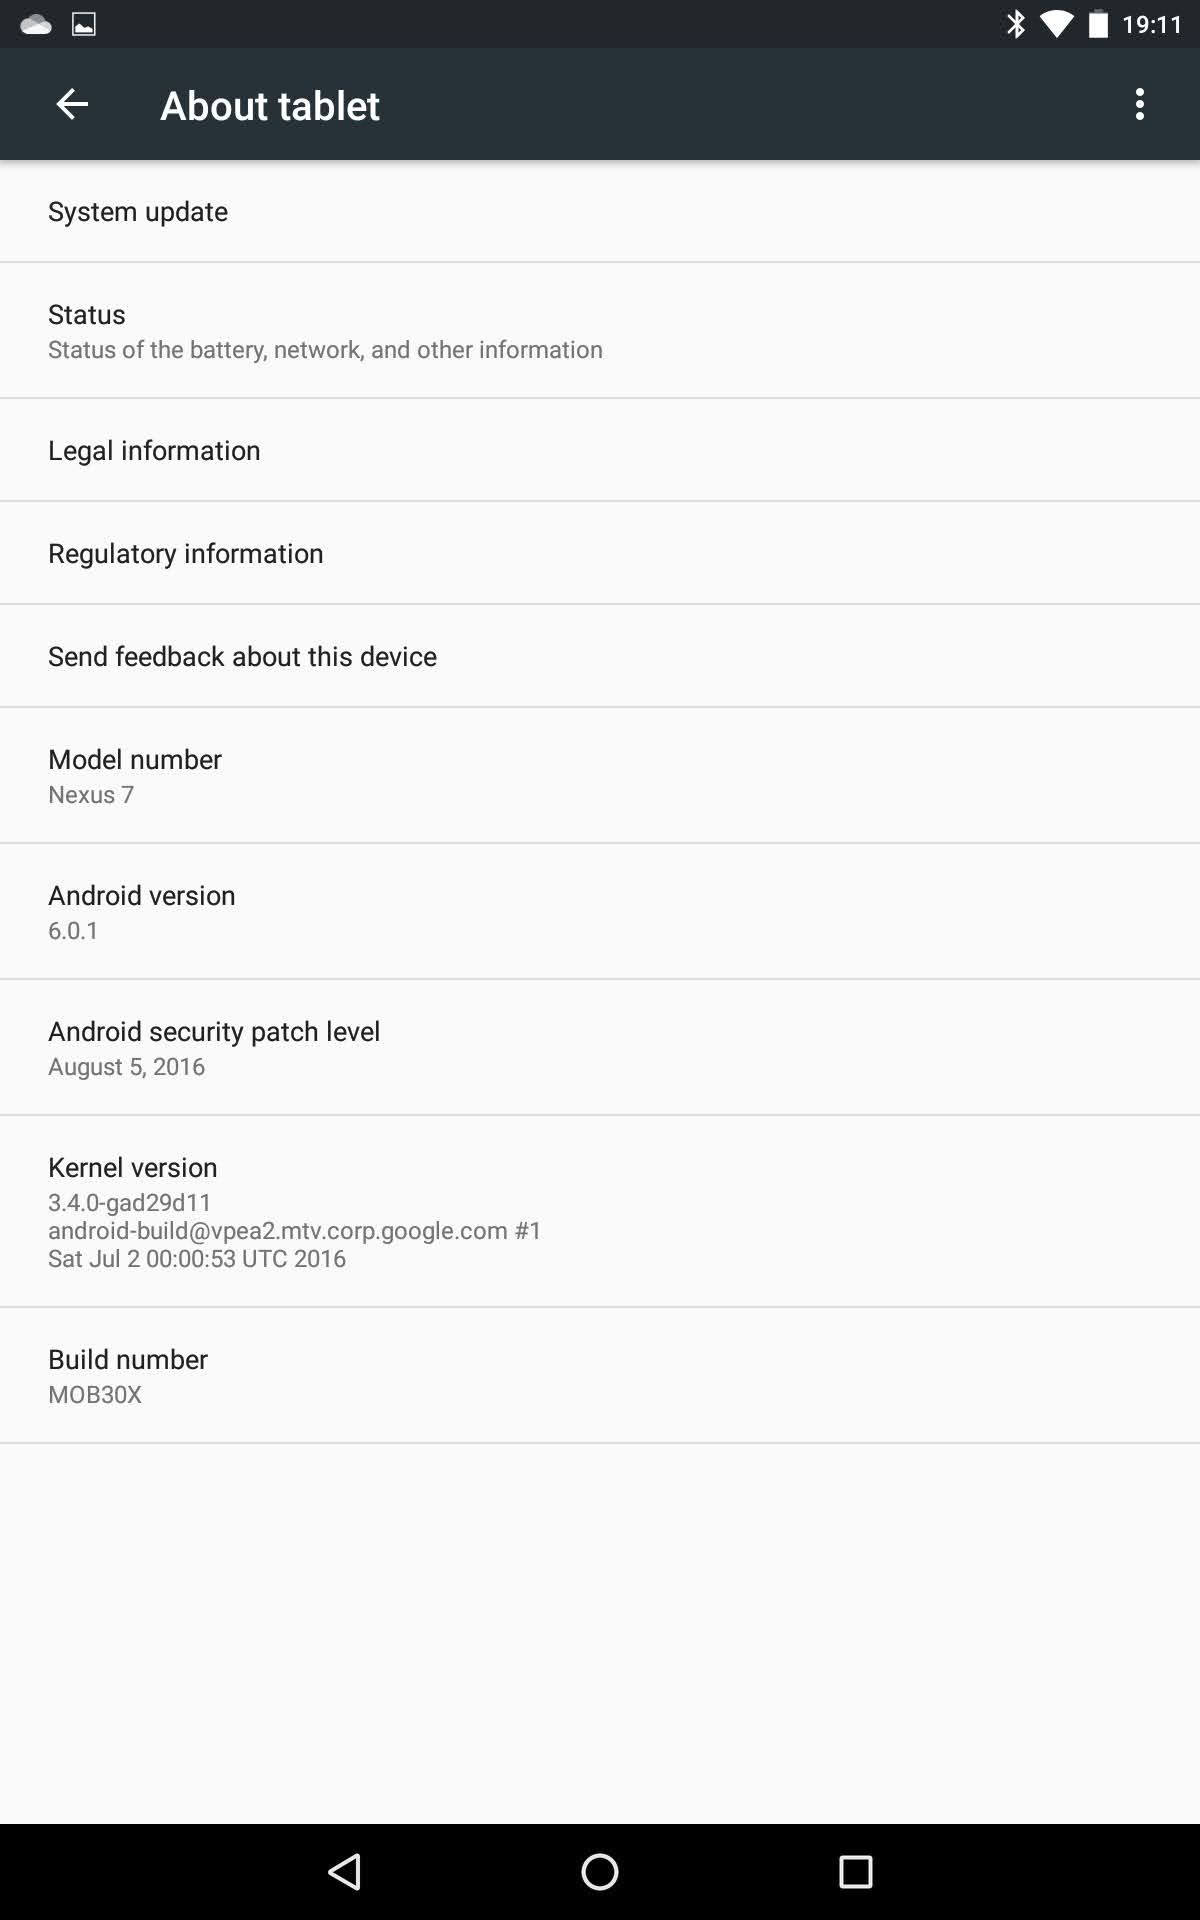 19:11
About tablet
System update
Status
Status of the battery, network, and other information
Legal information
Regulatory information
Send feedback about this device
Model number
Nexus 7
Android version
6.0.1
Android security patch level
August 5, 2016
Kernel version
3.4.0-gad29d11
android-build@vpea2.mtv.corp.google.com #1
Sat Jul 2 00:00:53 UTC 2016
Build number
MOB30X